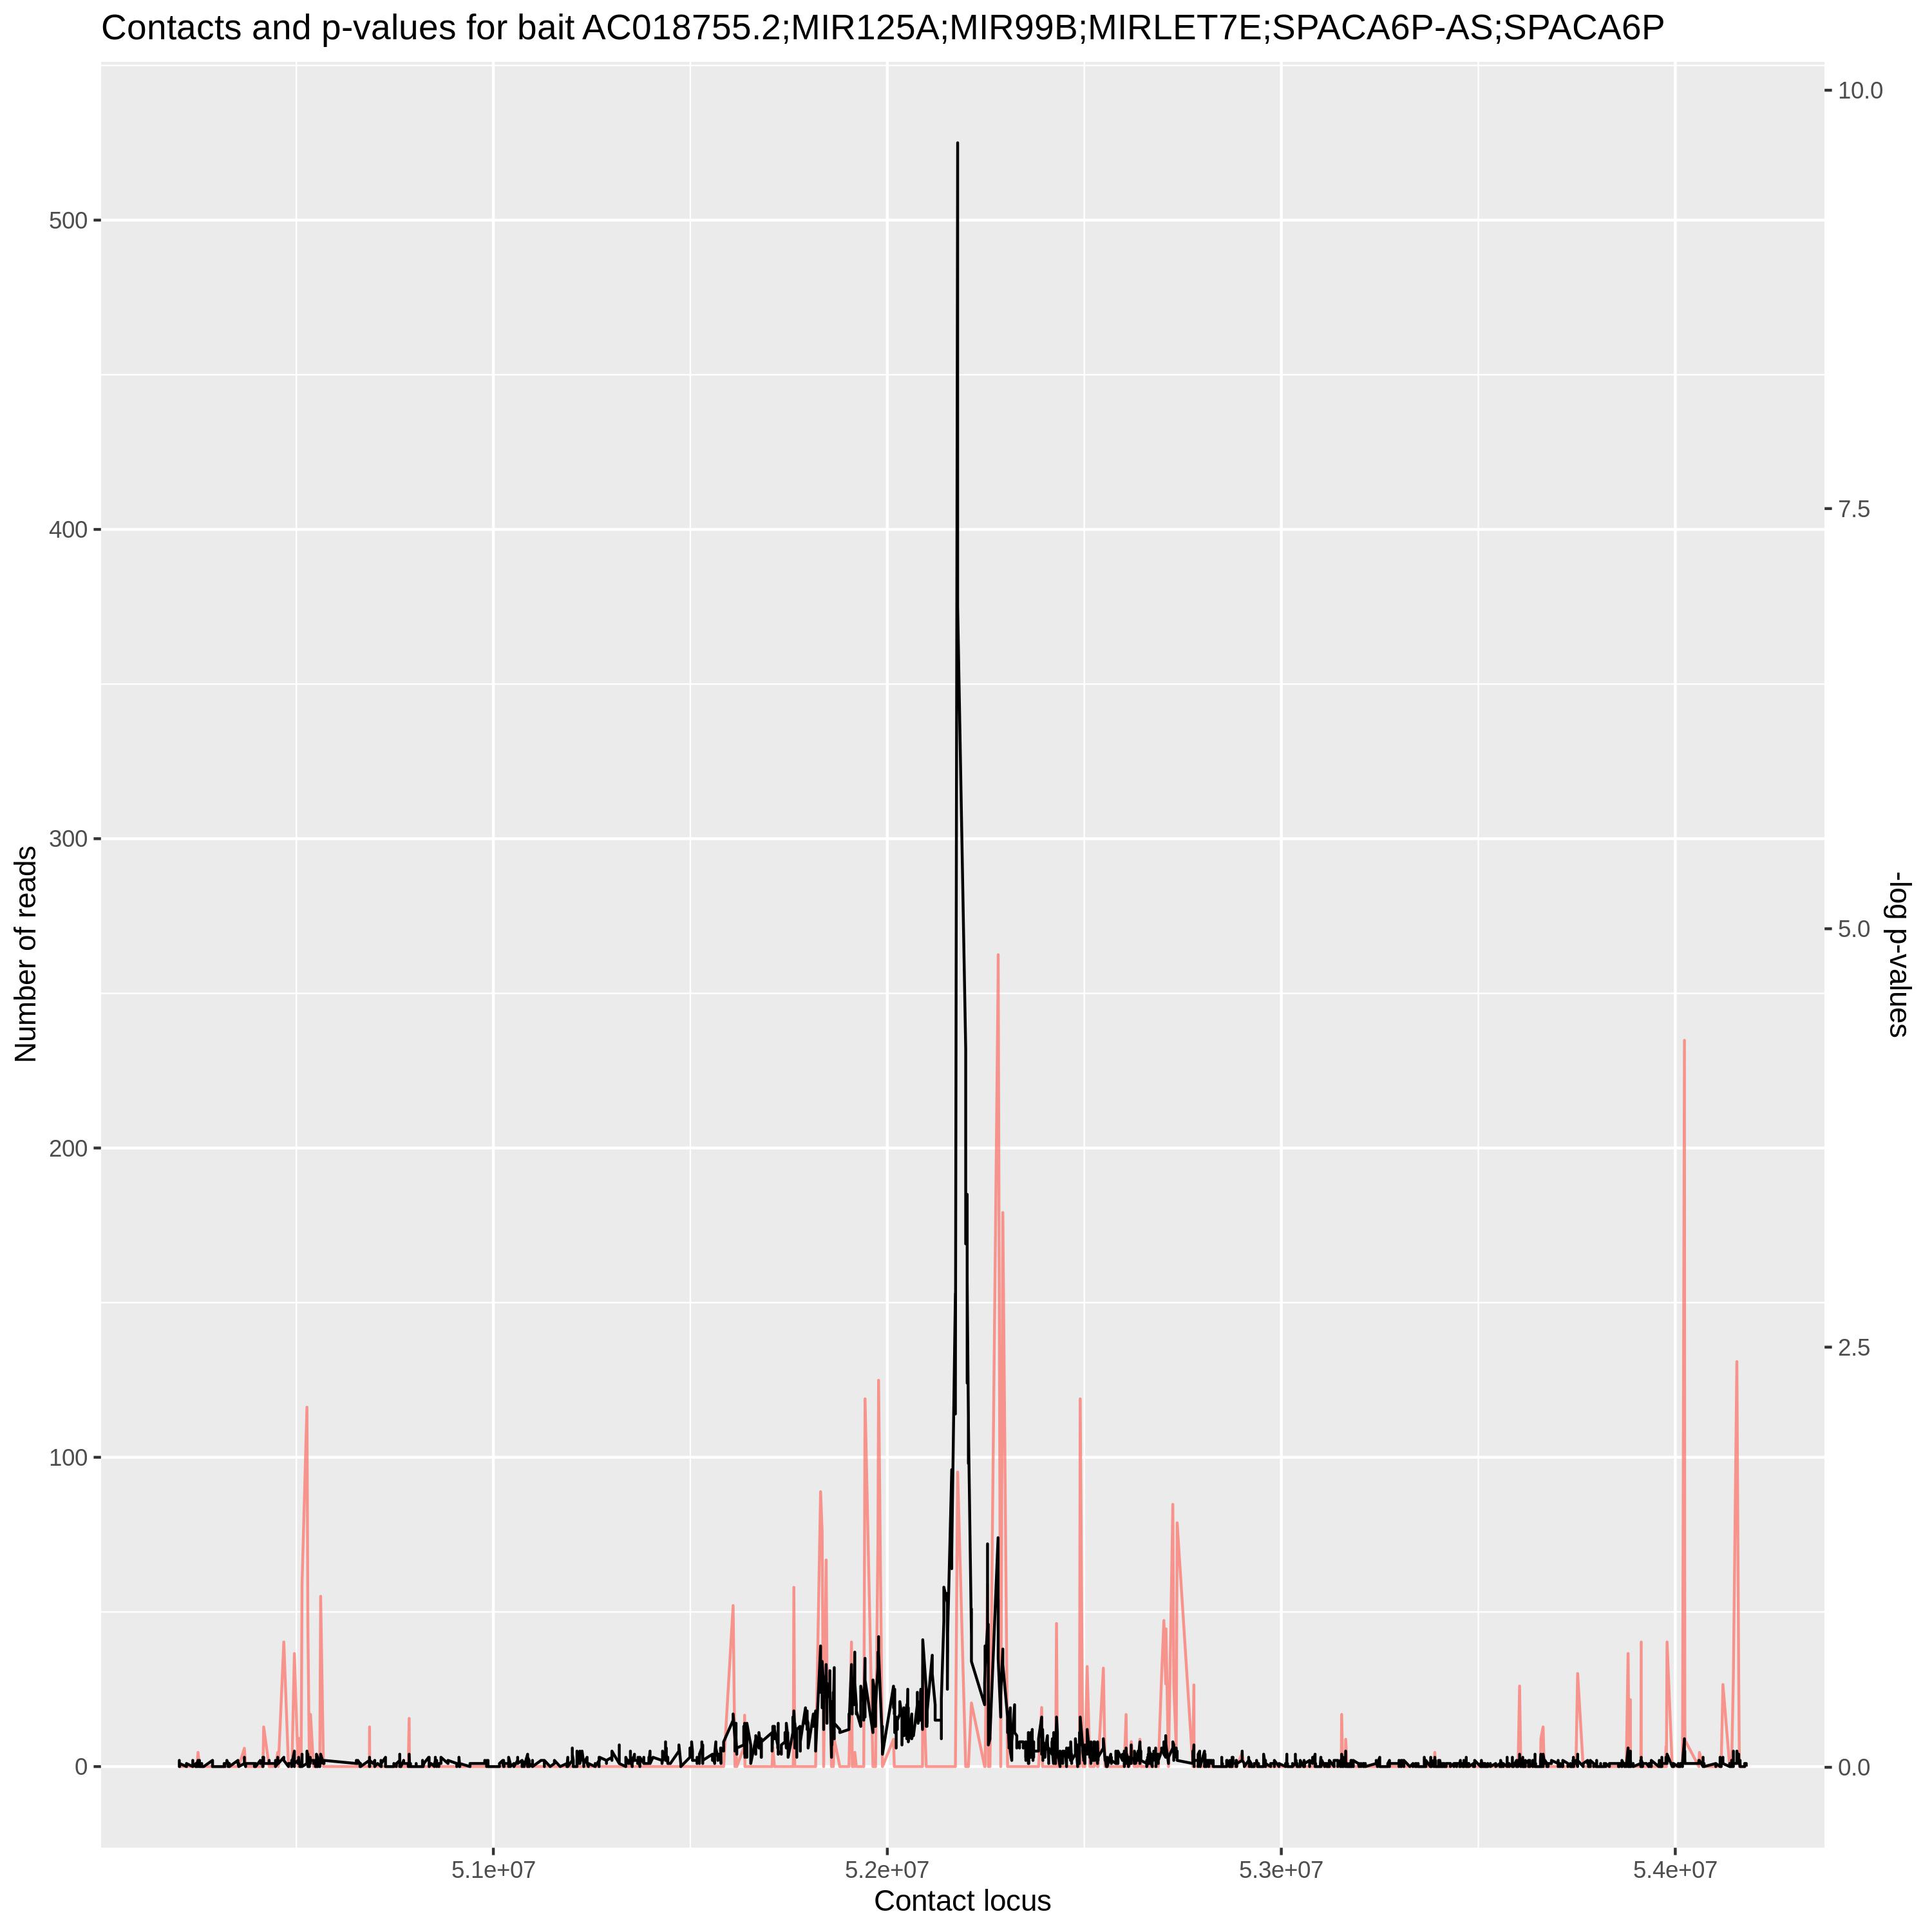 Contacts and p-values for bait AC018755.2;MIR125A;MIR99B;MIRLET7E;SPACA6P-AS;SPACA6P
10.0
500
7.5
400
300
5.0
Number of reads
-log p-values
200
2.5
100
0
0.0
5.1e+07
5.2e+07
5.3e+07
5.4e+07
Contact locus